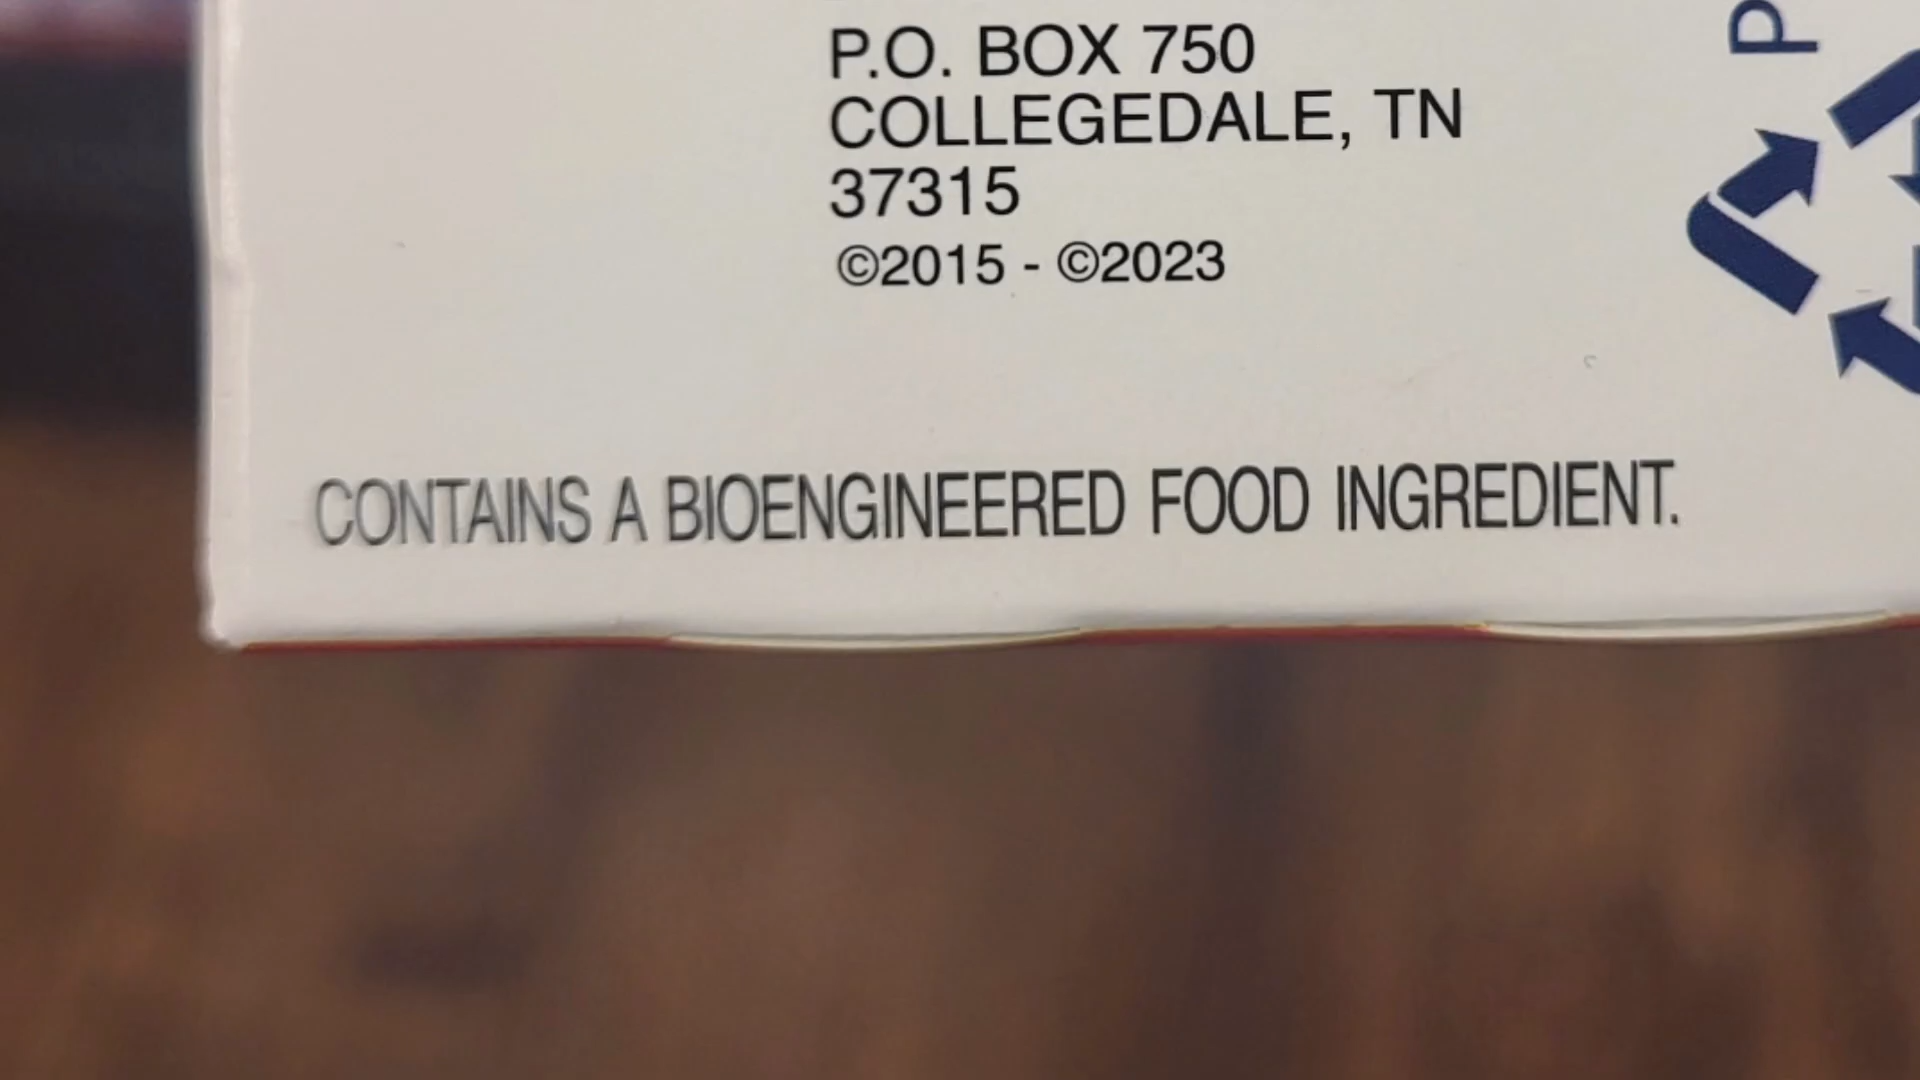 P.O. BOX 750
COLLEGEDALE, TN
37315
©2015 - ©2023
P
CONTAINS A BIOENGINEERED FOOD INGREDIENT.